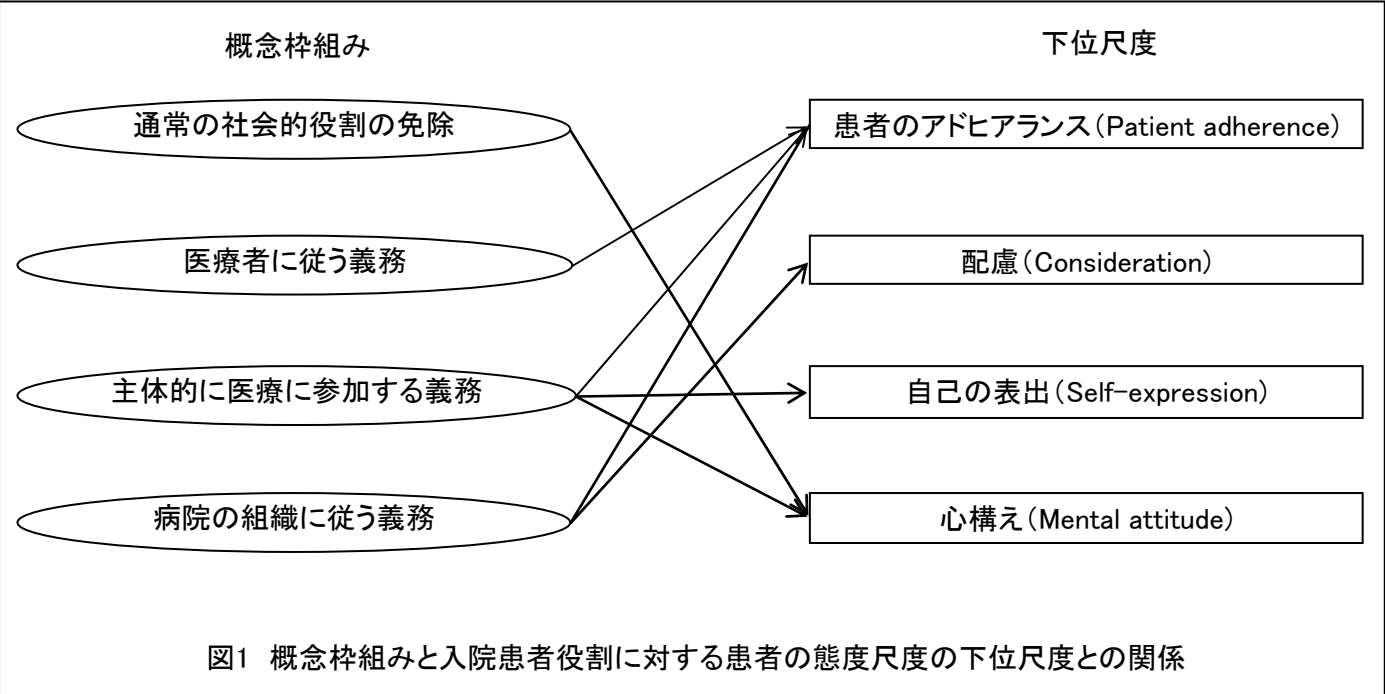 概念枠組み
下位尺度
通常の社会的役割の免除
患者のアドヒアランス(Patient adherence)
医療者に従う義務
配慮(Consideration)
主体的に医療に参加する義務
自己の表出(Self-expression)
病院の組織に従う義務
心構え(Mental attitude)
図1 概念枠組みと入院患者役割に対する患者の態度尺度の下位尺度との関係